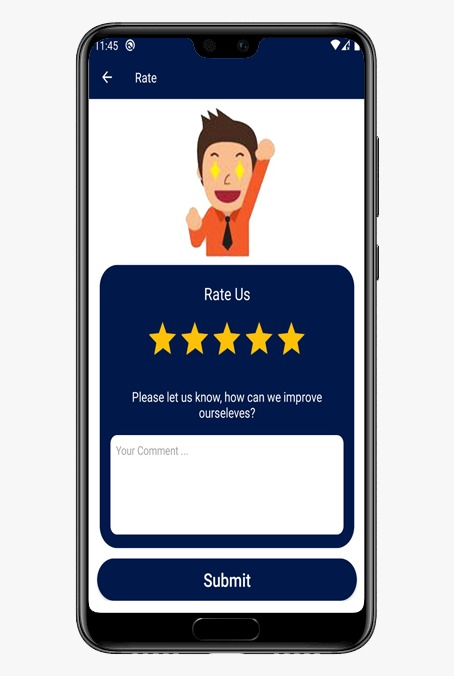 11:45
Rate
Rate Us
Please let us know, how can we improve
ourseleves?
Your Comment ...
Submit